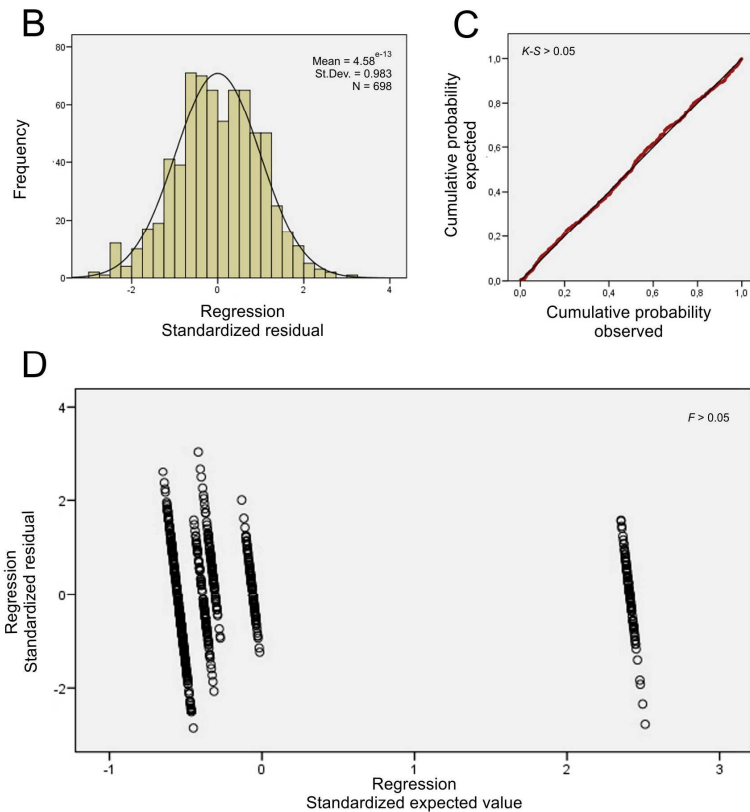 B
80
60
40
20
0
-2
0
2
4
Frequency
Mean = 4.58e-13
St.Dev. = 0.983
N = 698
Regression
Standardized residual
C
K-S > 0.05
1,0
0,8
0,6
0,4
0,2
0,0
0,0
0,2
0,4
0,6
0,8
1,0
Cumulative probability
expected
Cumulative probability
observed
D
F > 0.05
4
2
0
-2
-1
0
1
2
3
Regression
Standardized residual
Regression
Standardized expected value